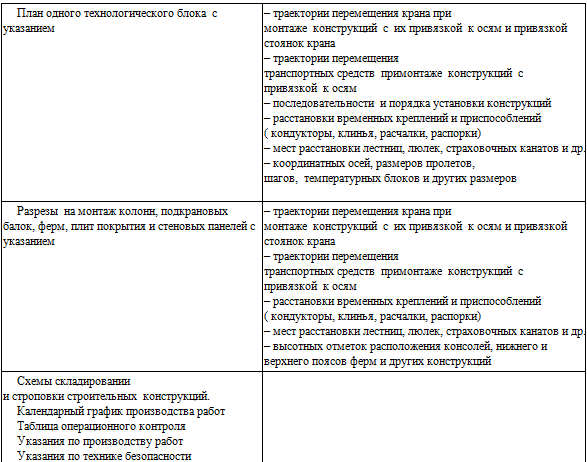 План одного технологического блока с
указанием
– траектории перемещения крана при
монтаже конструкций с их привязкой к осям и привязкой
стоянок крана
– траектории перемещения
транспортных средств примонтаже конструкций с
привязкой к осям
– последовательности и порядка установки конструкций
– расстановки временных креплений и приспособлений
( кондукторы, клинья, расчалки, распорки)
– мест расстановки лестниц, люлек, страховочных канатов и др.
– координатных осей, размеров пролетов,
шагов, температурных блоков и других размеров
Разрезы на монтаж колонн, подкрановых
балок, ферм, плит покрытия и стеновых панелей с
указанием
– траектории перемещения крана при
монтаже конструкций с их привязкой к осям и привязкой
стоянок крана
– траектории перемещения
транспортных средств примонтаже конструкций с
привязкой к осям
– расстановки временных креплений и приспособлений
( кондукторы, клинья, расчалки, распорки)
– мест расстановки лестниц, люлек, страховочных канатов и др.
– высотных отметок расположения консолей, нижнего и
верхнего поясов ферм и других конструкций
Схемы складировании
и строповки строительных конструкций.
Календарный график производства работ
Таблица операционного контроля
Указания по производству работ
Указания по технике безопасности